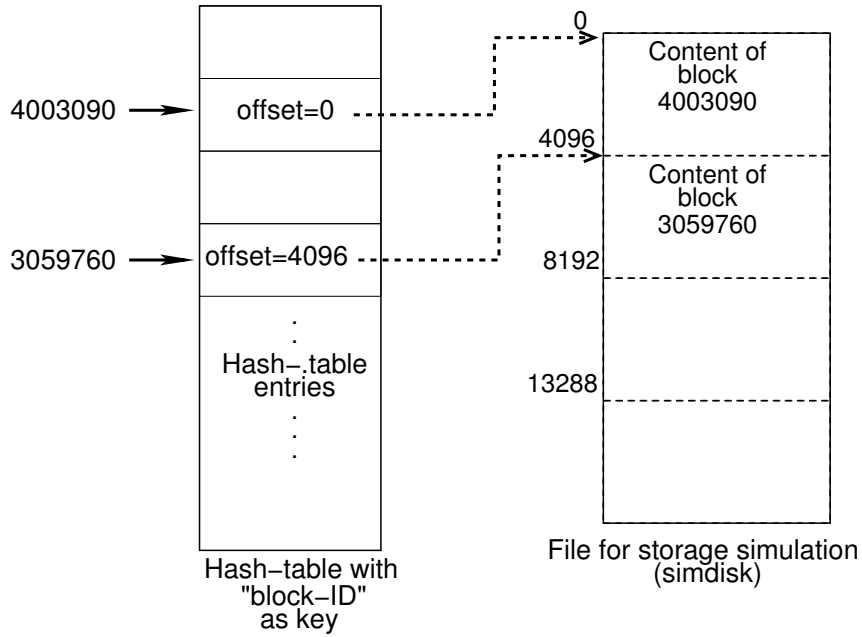 4003090
offset=0
3059760
offset=4096
.
.
Hash−.table
entries
.
.
.
Hash−table with
"block−ID"
as key
0
Content of
block
4003090
4096
Content of
block
3059760
8192
13288
File for storage simulation
(simdisk)